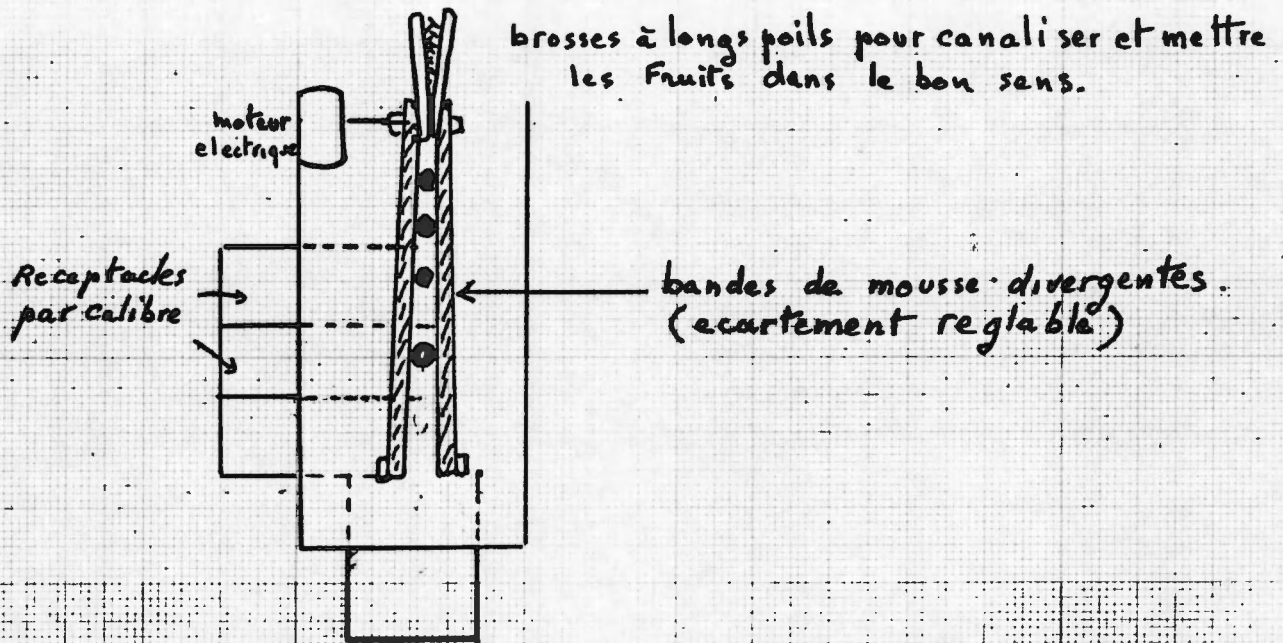 brosses à longs poils pour canaliser et mettre
les Fruits dans le bon sens.
moteur
electrique
Receptacles
par calibre
bandes de mousse divergentes.
(ecartement reglable)